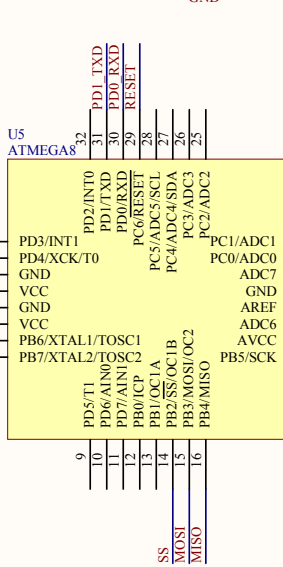 GND
PD1_TXD
PD0_RXD
RESET
32
31
30
29
28
27
26
25
U5
ATMEGA8
PD2/INT0
PD1/TXD
PD0/RXD
PC6/RESET
PC5/ADC5/SCL
PC4/ADC4/SDA
PC3/ADC3
PC2/ADC2
PD3/INT1
PD4/XCK/T0
GND
VCC
GND
VCC
PB6/XTAL1/TOSC1
PB7/XTAL2/TOSC2
PC1/ADC1
PC0/ADC0
ADC7
GND
AREF
ADC6
AVCC
PB5/SCK
PD5/T1
PD6/AIN0
PD7/AIN1
PB0/ICP
PB1/OC1A
PB2/SS/OC1B
PB3/MOSI/OC2
PB4/MISO
9
10
11
12
13
14
15
16
SS
MOSI
MISO